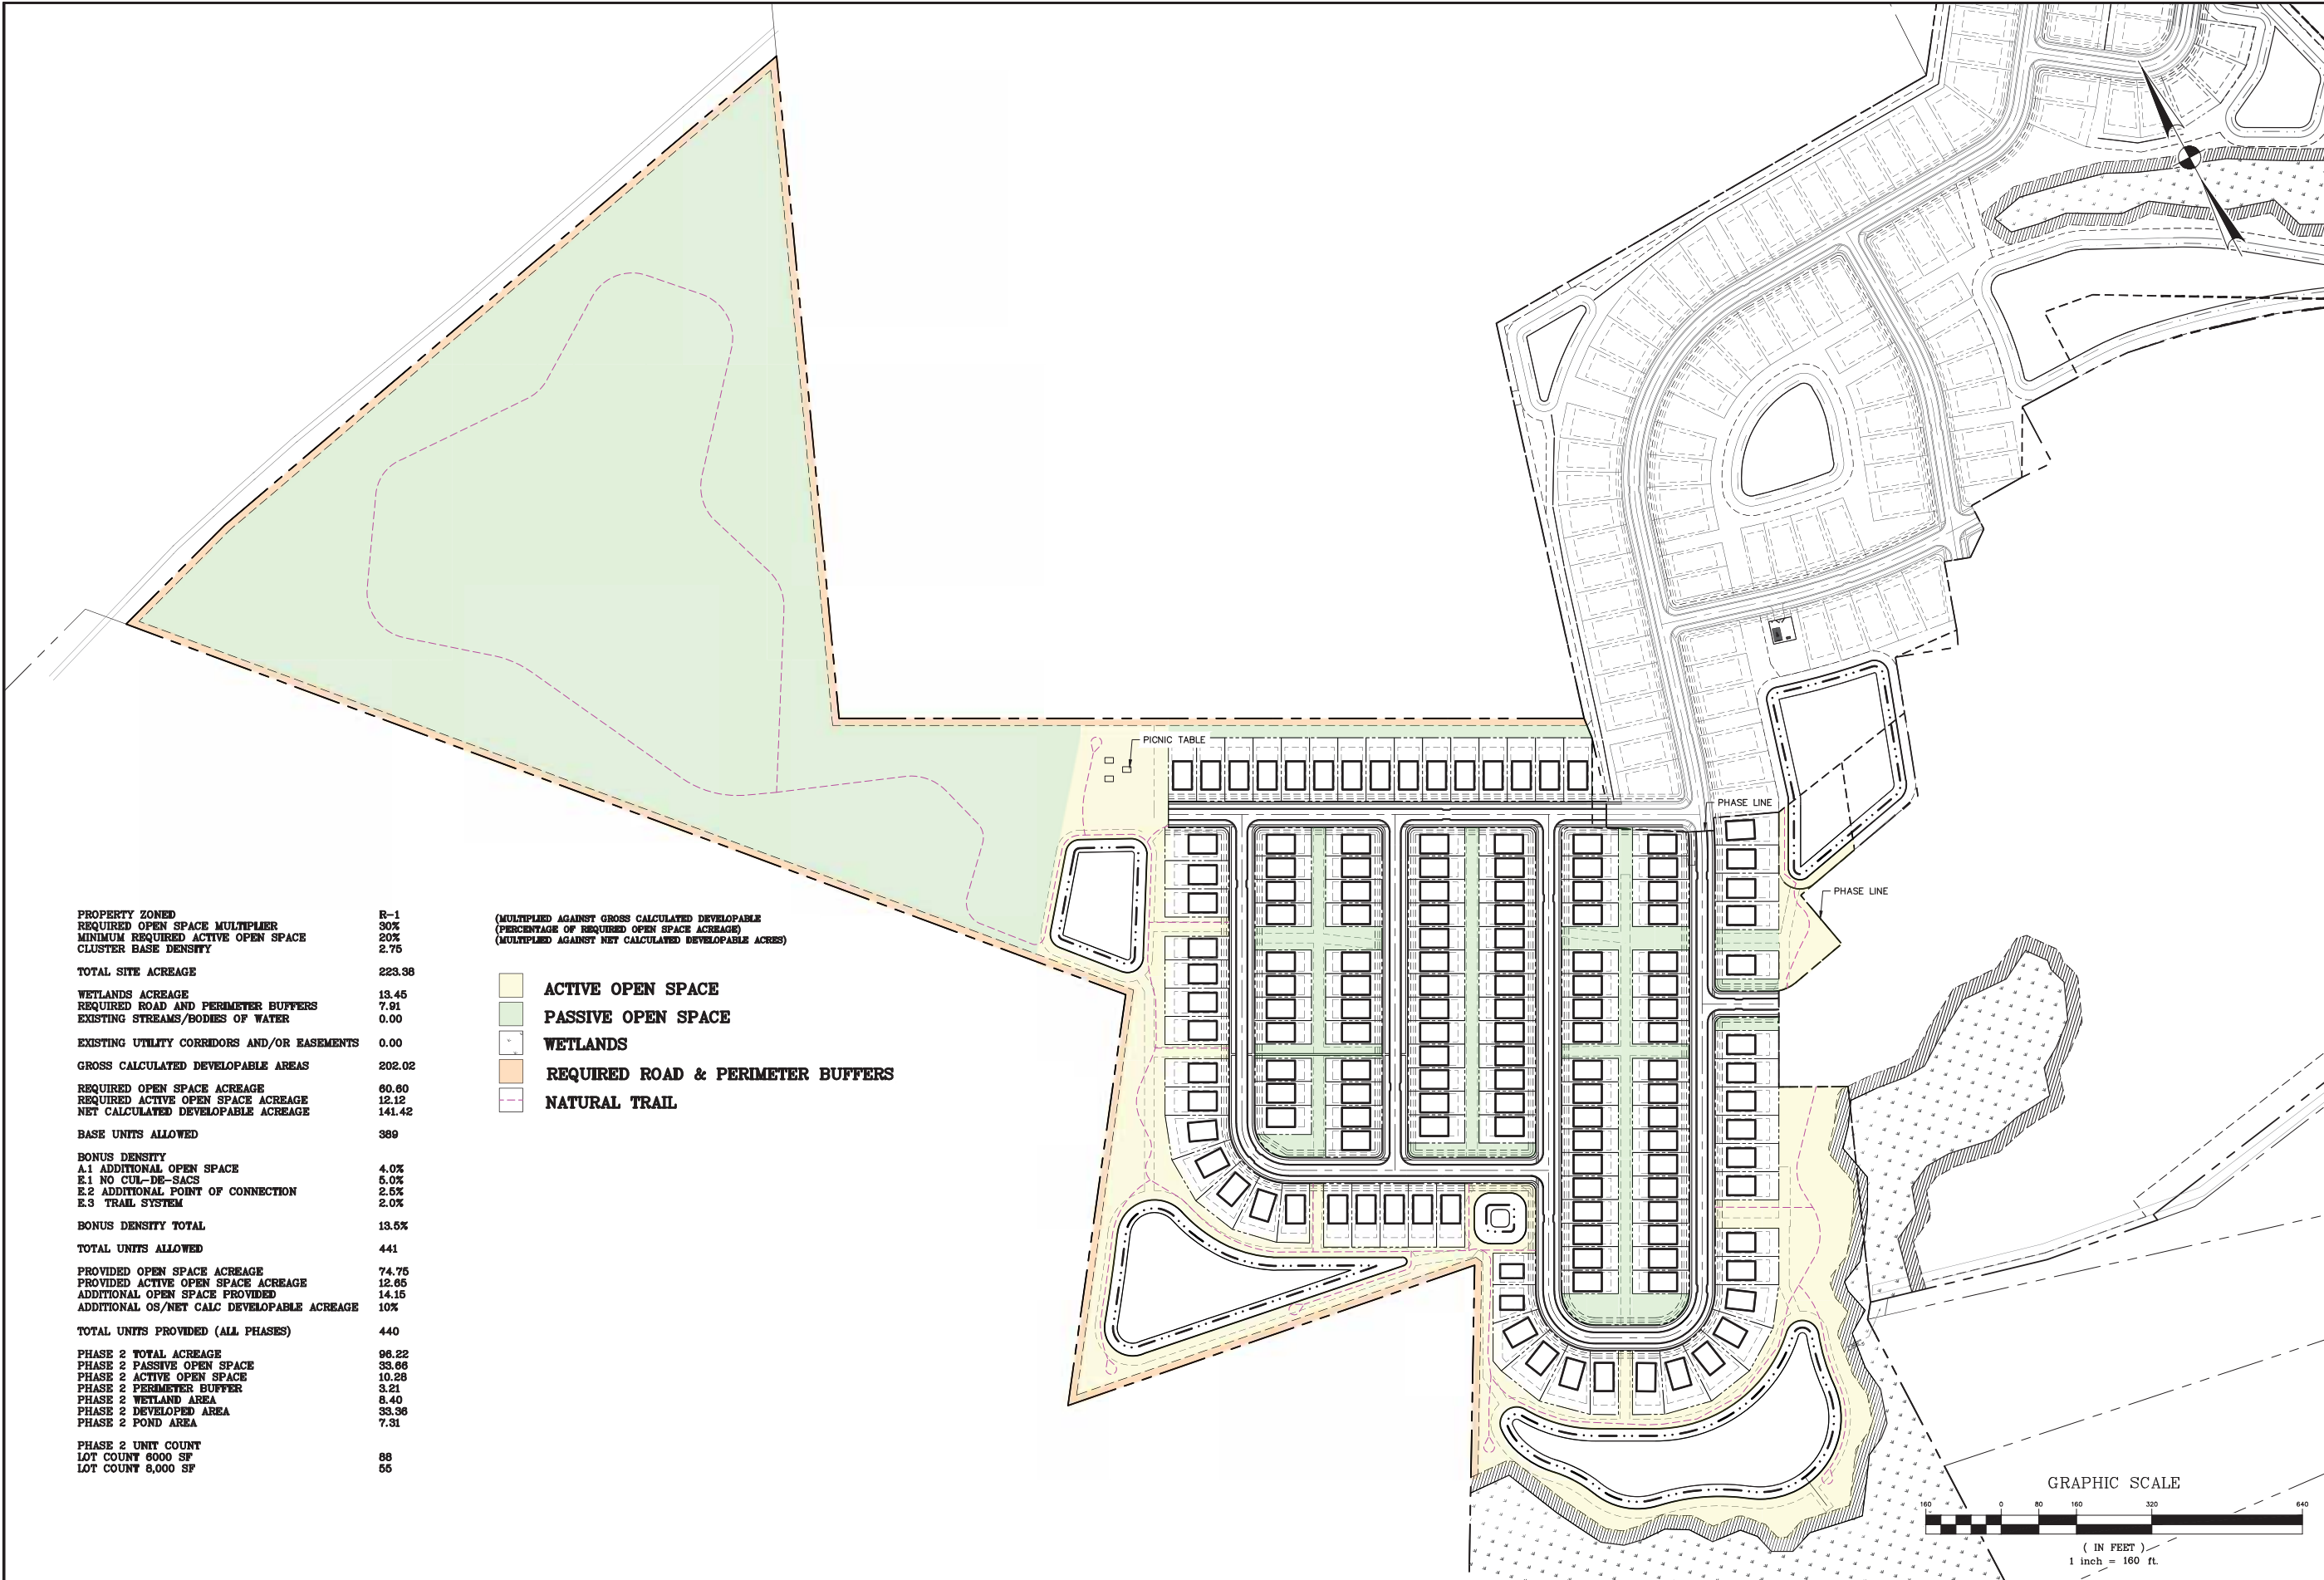 PICNIC TABLE
PHASE LINE
PHASE LINE
PROPERTY ZONED R-1
REQUIRED OPEN SPACE MULTIPLIER 30% (MULTIPLIED AGAINST GROSS CALCULATED DEVELOPABLE
MINIMUM REQUIRED ACTIVE OPEN SPACE 20% (PERCENTAGE OF REQUIRED OPEN SPACE ACREAGE)
CLUSTER BASE DENSITY 2.75 (MULTIPLIED AGAINST NET CALCULATED DEVELOPABLE ACRES)
TOTAL SITE ACREAGE 223.38
WETLANDS ACREAGE 13.45
REQUIRED ROAD AND PERIMETER BUFFERS 7.91
EXISTING STREAMS/BODIES OF WATER 0.00
EXISTING UTILITY CORRIDORS AND/OR EASEMENTS 0.00
GROSS CALCULATED DEVELOPABLE AREAS 202.02
REQUIRED OPEN SPACE ACREAGE 60.60
REQUIRED ACTIVE OPEN SPACE ACREAGE 12.12
NET CALCULATED DEVELOPABLE ACREAGE 141.42
BASE UNITS ALLOWED 389
BONUS DENSITY
A.1 ADDITIONAL OPEN SPACE 4.0%
E.1 NO CUL-DE-SACS 5.0%
E.2 ADDITIONAL POINT OF CONNECTION 2.5%
E.3 TRAIL SYSTEM 2.0%
BONUS DENSITY TOTAL 13.5%
TOTAL UNITS ALLOWED 441
PROVIDED OPEN SPACE ACREAGE 74.75
PROVIDED ACTIVE OPEN SPACE ACREAGE 12.65
ADDITIONAL OPEN SPACE PROVIDED 14.15
ADDITIONAL OS/NET CALC DEVELOPABLE ACREAGE 10%
TOTAL UNITS PROVIDED (ALL PHASES) 440
PHASE 2 TOTAL ACREAGE 96.22
PHASE 2 PASSIVE OPEN SPACE 33.66
PHASE 2 ACTIVE OPEN SPACE 10.28
PHASE 2 PERIMETER BUFFER 3.21
PHASE 2 WETLAND AREA 8.40
PHASE 2 DEVELOPED AREA 33.36
PHASE 2 POND AREA 7.31
PHASE 2 UNIT COUNT
LOT COUNT 6000 SF 88
LOT COUNT 8,000 SF 55
ACTIVE OPEN SPACE
PASSIVE OPEN SPACE
WETLANDS
REQUIRED ROAD & PERIMETER BUFFERS
NATURAL TRAIL
GRAPHIC SCALE
160 0 80 160 320 640
( IN FEET )
1 inch = 160 ft.